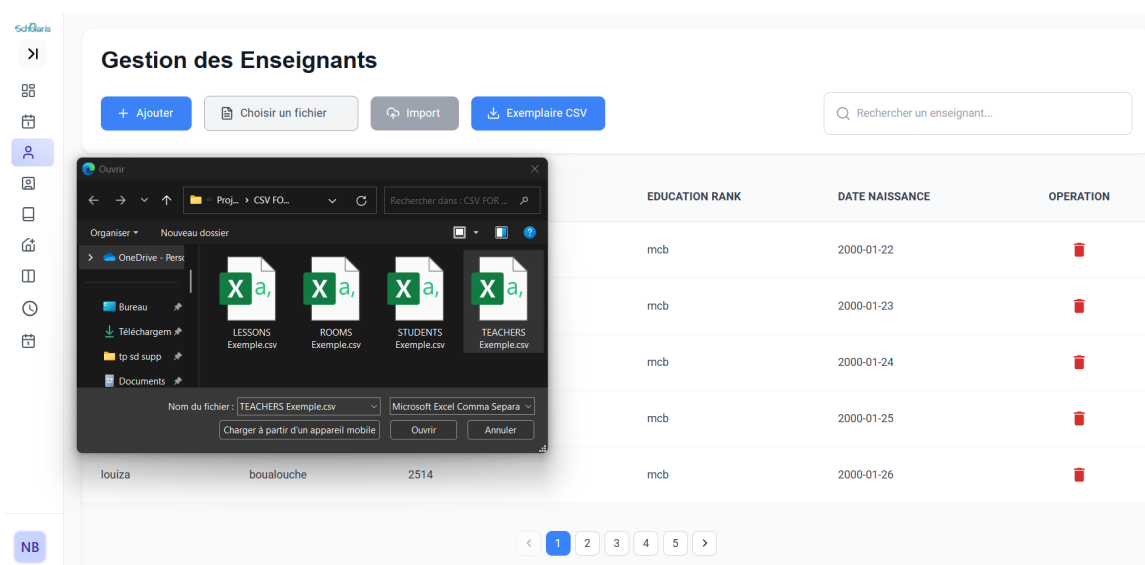 Scholaris
Gestion des Enseignants
+ Ajouter
Choisir un fichier
Import
Exemplaire CSV
Rechercher un enseignant...
Ouvrir
Proj... › CSV FO...
Rechercher dans : CSV FOR ...
Organiser
Nouveau dossier
OneDrive - Perso
Bureau
Téléchargem
tp sd supp
Documents
LESSONS
Exemple.csv
ROOMS
Exemple.csv
STUDENTS
Exemple.csv
TEACHERS
Exemple.csv
Nom du fichier : TEACHERS Exemple.csv
Microsoft Excel Comma Separa
Charger à partir d'un appareil mobile
Ouvrir
Annuler
EDUCATION RANK DATE NAISSANCE OPERATION
mcb 2000-01-22
mcb 2000-01-23
mcb 2000-01-24
mcb 2000-01-25
louiza boualouche 2514 mcb 2000-01-26
1 2 3 4 5
NB